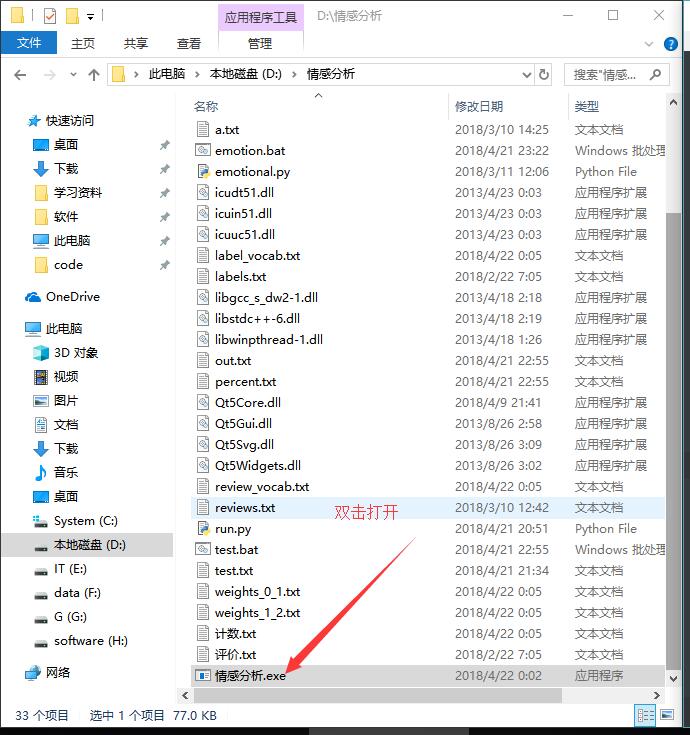 应用程序工具 D:\情感分析
文件 主页 共享 查看 管理
此电脑 本地磁盘 (D:) 情感分析 搜索"情感...
名称 修改日期 类型
快速访问
桌面
下载
学习资料
软件
此电脑
code
OneDrive
此电脑
3D 对象
视频
图片
文档
下载
音乐
桌面
System (C:)
本地磁盘 (D:)
IT (E:)
data (F:)
G (G:)
software (H:)
网络
a.txt 2018/3/10 14:25 文本文档
emotion.bat 2018/4/21 23:22 Windows 批处理
emotional.py 2018/3/11 12:06 Python File
icudt51.dll 2013/4/23 0:03 应用程序扩展
icuin51.dll 2013/4/23 0:03 应用程序扩展
icuuc51.dll 2013/4/23 0:03 应用程序扩展
label_vocab.txt 2018/4/22 0:05 文本文档
labels.txt 2018/2/22 7:05 文本文档
libgcc_s_dw2-1.dll 2013/4/18 2:18 应用程序扩展
libstdc++-6.dll 2013/4/18 2:19 应用程序扩展
libwinpthread-1.dll 2013/4/18 1:26 应用程序扩展
out.txt 2018/4/21 22:55 文本文档
percent.txt 2018/4/21 22:55 文本文档
Qt5Core.dll 2018/4/9 21:41 应用程序扩展
Qt5Gui.dll 2013/8/26 2:58 应用程序扩展
Qt5Svg.dll 2013/8/26 3:09 应用程序扩展
Qt5Widgets.dll 2013/8/26 3:02 应用程序扩展
review_vocab.txt 2018/4/22 0:05 文本文档
reviews.txt 2018/3/10 12:42 文本文档
双击打开
run.py 2018/4/21 20:51 Python File
test.bat 2018/4/21 22:55 Windows 批处理
test.txt 2018/4/21 21:34 文本文档
weights_0_1.txt 2018/4/22 0:05 文本文档
weights_1_2.txt 2018/4/22 0:05 文本文档
计数.txt 2018/4/22 0:05 文本文档
评价.txt 2018/2/22 7:05 文本文档
情感分析.exe 2018/4/22 0:02 应用程序
33 个项目 选中 1 个项目 77.0 KB